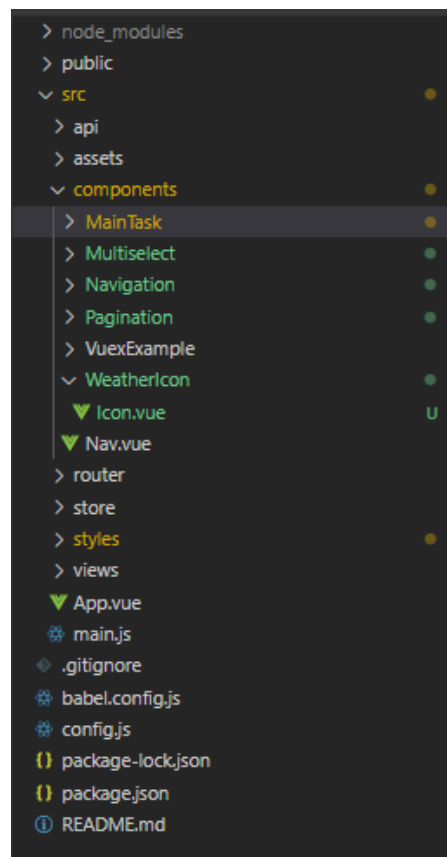 node_modules
public
src
api
assets
components
MainTask
Multiselect
Navigation
Pagination
VuexExample
WeatherIcon
Icon.vue U
Nav.vue
router
store
styles
views
App.vue
main.js
.gitignore
babel.config.js
config.js
{} package-lock.json
{} package.json
README.md